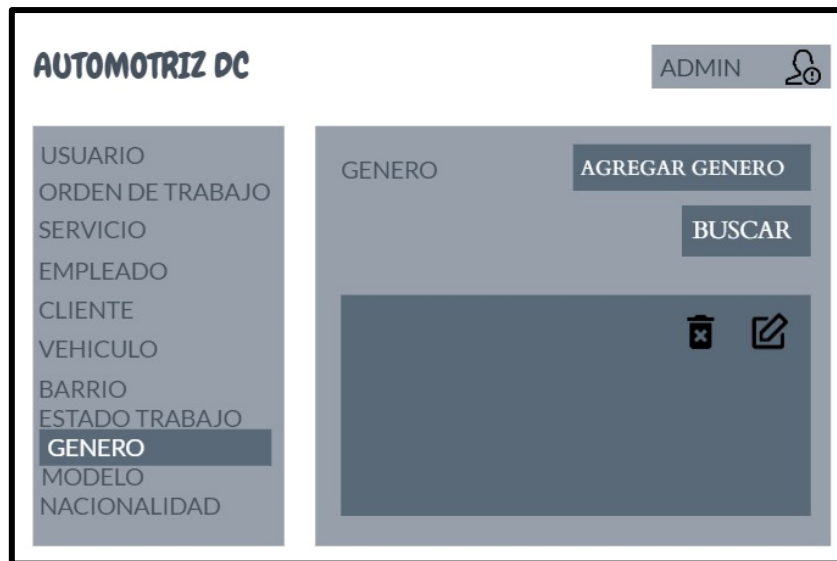 AUTOMOTRIZ DC
ADMIN
USUARIO
ORDEN DE TRABAJO
SERVICIO
EMPLEADO
CLIENTE
VEHICULO
BARRIO
ESTADO TRABAJO
GENERO
MODELO
NACIONALIDAD
GENERO
AGREGAR GENERO
BUSCAR